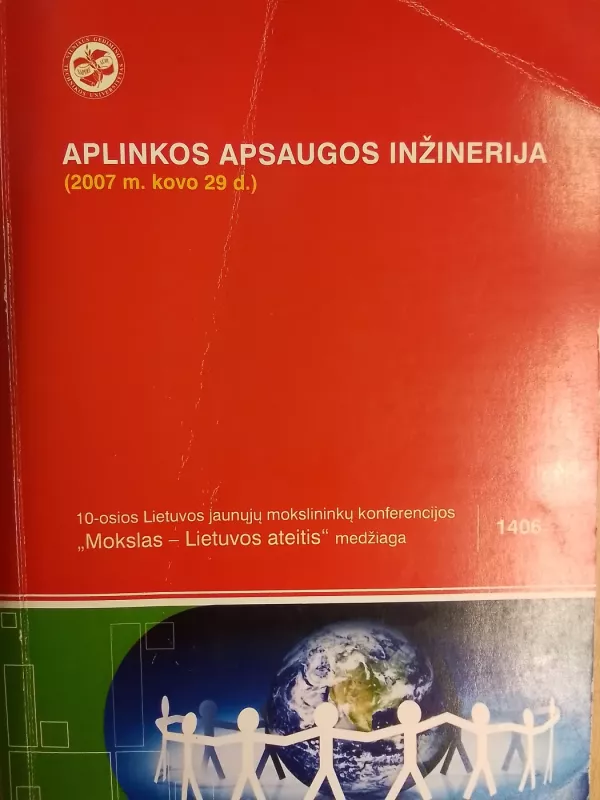 APLINKOS APSAUGOS INŽINERIJA
(2007 m. kovo 29 d.)
10-osios Lietuvos jaunųjų mokslininkų konferencijos
„Mokslas – Lietuvos ateitis“ medžiaga
1406